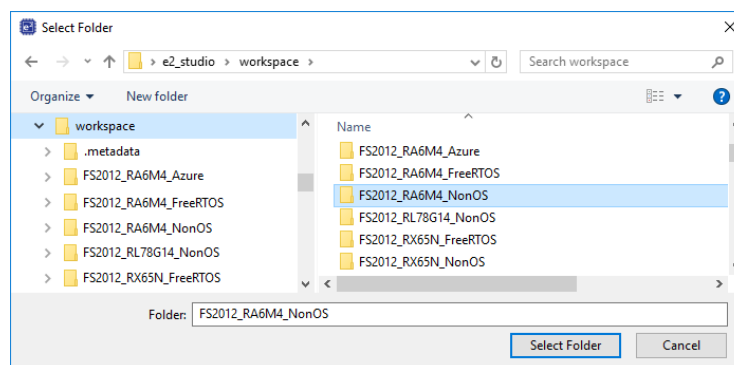 e2 Select Folder
e2_studio > workspace >
Search workspace
Organize
New folder
workspace
.metadata
FS2012_RA6M4_Azure
FS2012_RA6M4_FreeRTOS
FS2012_RA6M4_NonOS
FS2012_RL78G14_NonOS
FS2012_RX65N_FreeRTOS
Name
FS2012_RA6M4_Azure
FS2012_RA6M4_FreeRTOS
FS2012_RA6M4_NonOS
FS2012_RL78G14_NonOS
FS2012_RX65N_FreeRTOS
FS2012_RX65N_NonOS
Folder: FS2012_RA6M4_NonOS
Select Folder
Cancel